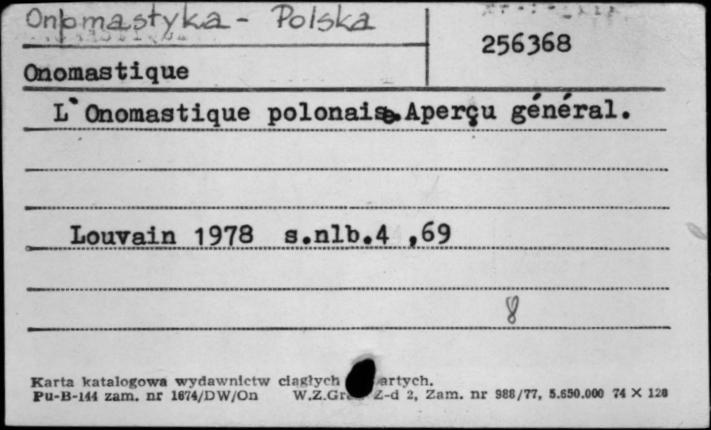 Onomastyka - Polska
256368
Onomastique
L`Onomastique polonaise.Aperçu général.
Louvain 1978 s.nlb.4 ,69
8
Karta katalogowa wydawnictw ciągłych artych.
Pu-B-144 zam. nr 1674/DW/On W.Z.Gr Z-d 2, Zam. nr 988/77, 5.650.000 74 X 128